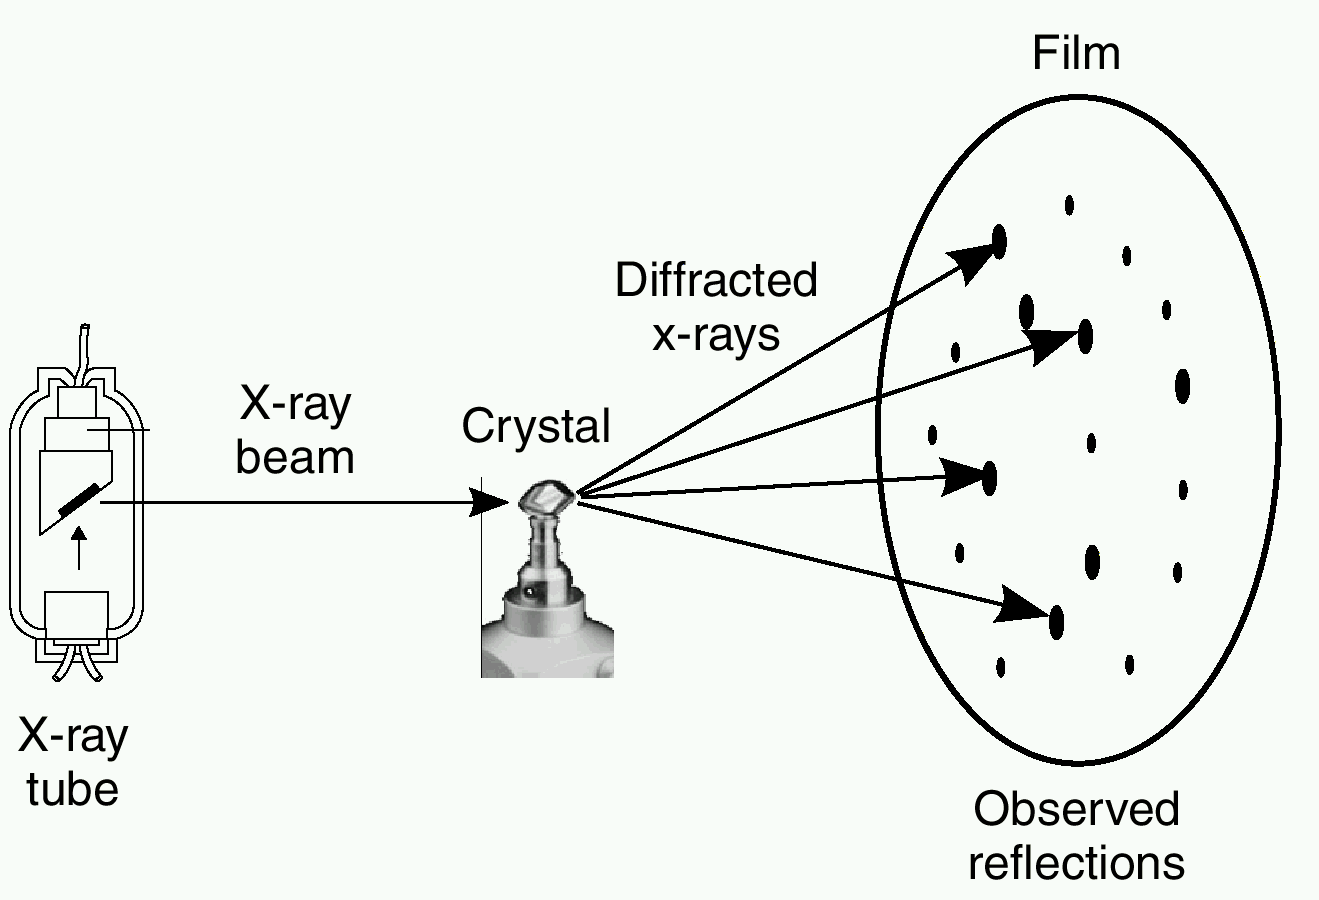 Film
Diffracted
x-rays
X-ray
beam
Crystal
X-ray
tube
Observed
reflections